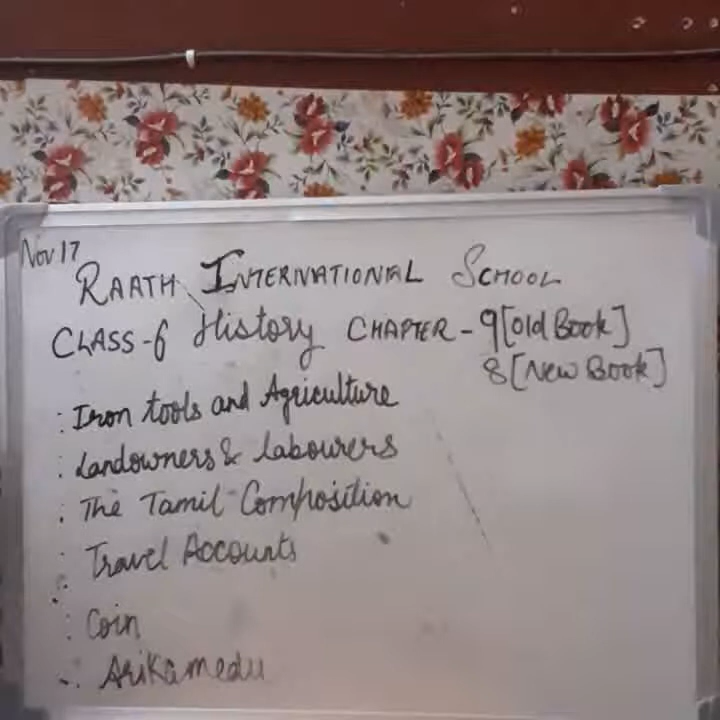 Nov 17
RAATH INTERNATIONAL SCHOOL
CLASS-6 History CHAPTER - 9[Old Book]
8[New Book]
: Iron tools and Agriculture
: Landowners & labourers
: The Tamil Composition
: Travel Accounts
: Coin
: Arikamedu